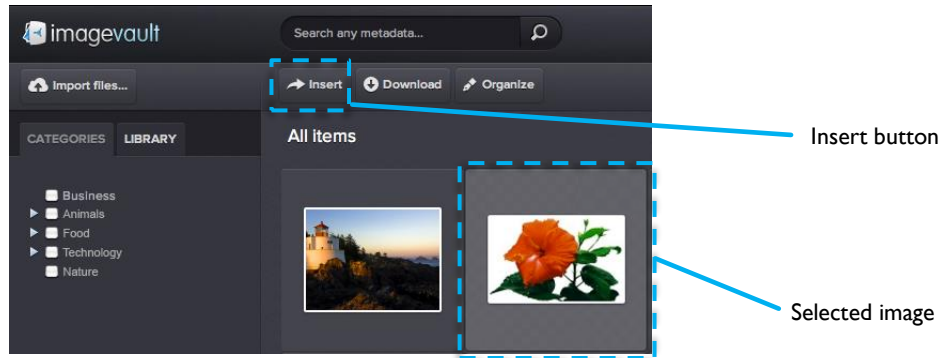 imagevault
Search any metadata...
Import files...
Insert
Download
Organize
Insert button
CATEGORIES
LIBRARY
All items
Business
Animals
Food
Technology
Nature
Selected image